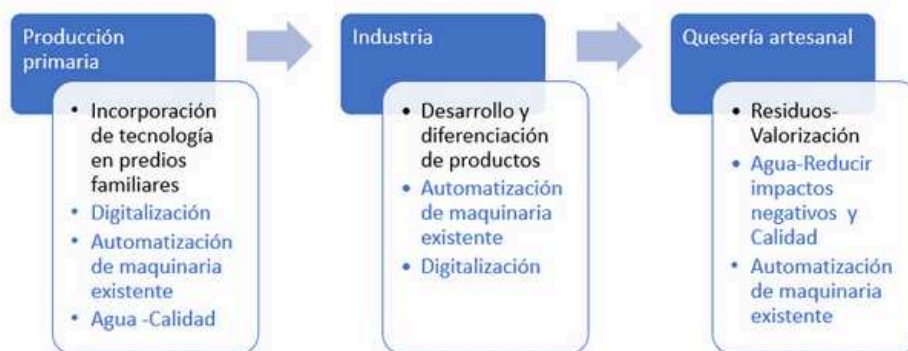 Producción
primaria
• Incorporación
de tecnología
en predios
familiares
• Digitalización
• Automatización
de maquinaria
existente
• Agua -Calidad
Industria
• Desarrollo y
diferenciación
de productos
• Automatización
de maquinaria
existente
• Digitalización
Quesería artesanal
• Residuos-
Valorización
• Agua-Reducir
impactos
negativos y
Calidad
• Automatización
de maquinaria
existente